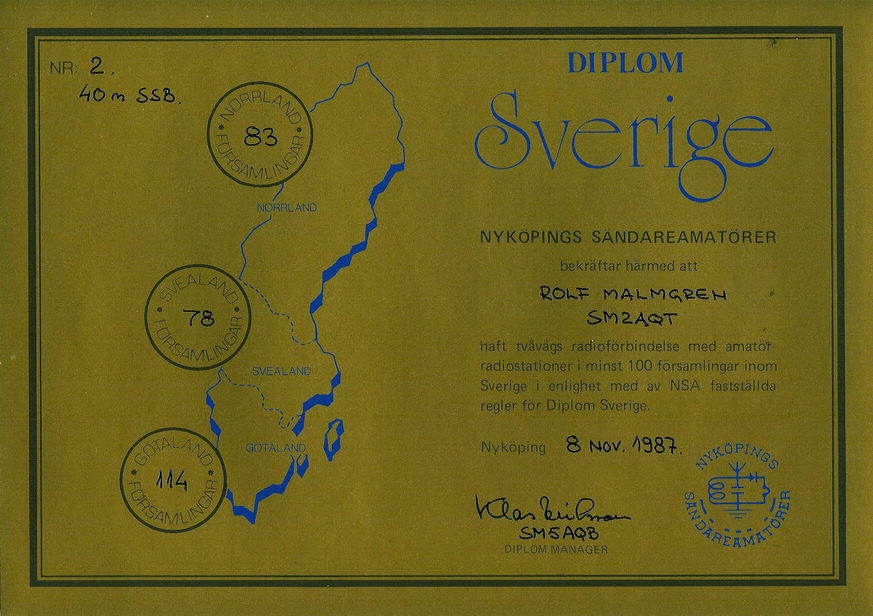 NR: 2.
40 m SSB.
NORRLAND
83
FÖRSAMLINGAR
NORRLAND
SVEALAND
78
FÖRSAMLINGAR
SVEALAND
GÖTALAND
114
FÖRSAMLINGAR
GÖTALAND
DIPLOM
Sverige
NYKÖPINGS SÄNDAREAMATÖRER
bekräftar härmed att
ROLF MALMGREN
SM2AQT
haft tvåvägs radioförbindelse med amatör-
radiostationer i minst 100 församlingar inom
Sverige i enlighet med av NSA fastställda
regler för Diplom Sverige.
Nyköping 8 NOV. 1987.
SM5AQB
DIPLOM MANAGER
NYKÖPINGS
SÄNDAREAMATÖRER